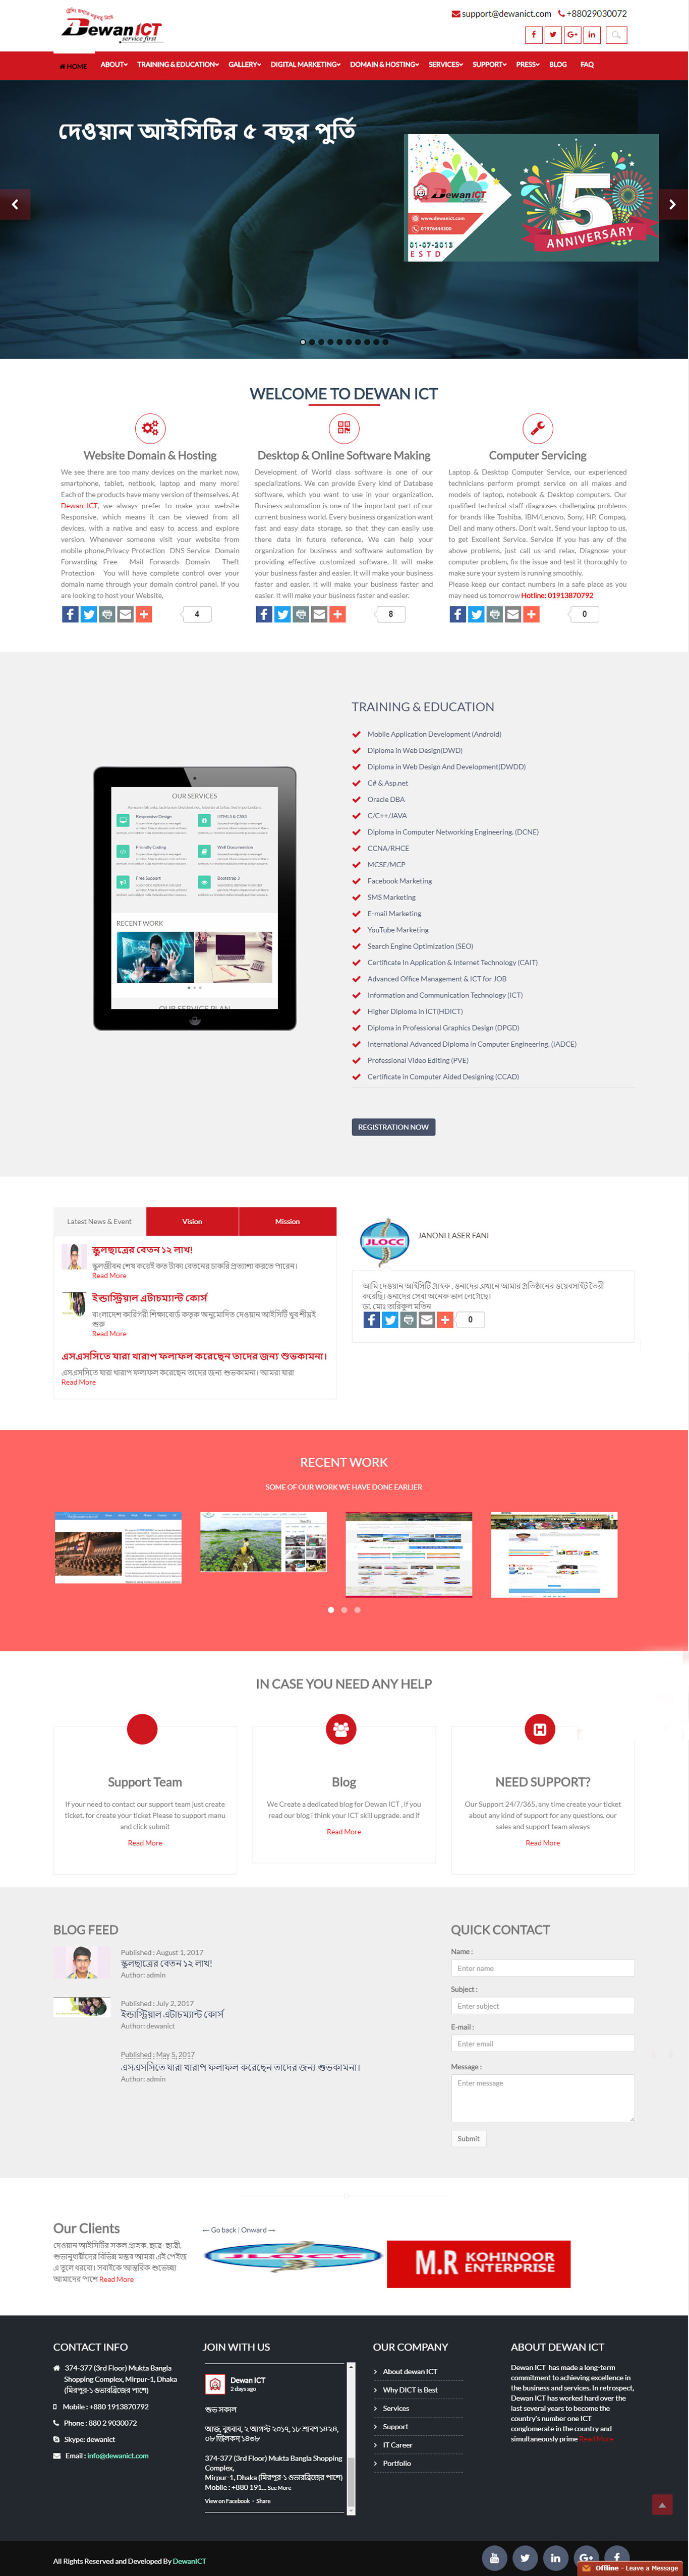 Dewan ICT
service first
support@dewanict.com +88029030072
HOME ABOUT TRAINING & EDUCATION GALLERY DIGITAL MARKETING DOMAIN & HOSTING SERVICES SUPPORT PRESS BLOG FAQ
দেওয়ান আইসিটির ৫ বছর পুর্তি
Dewan ICT
www.dewanict.com
01976444300
01-07-2013
ESTD
5
ANNIVERSARY
WELCOME TO DEWAN ICT
Website Domain & Hosting
We see there are too many devices on the market now,
smartphone, tablet, netbook, laptop and many more!
Each of the products have many version of thesselves. At
Dewan ICT, we always prefer to make your website
Responsive, which means it can be viewed from all
devices, with a native and easy to access and explore
version. Whenever someone visit your website from
mobile phone,Privacy Protection DNS Service Domain
Forwarding Free Mail Forwards Domain Theft
Protection You will have complete control over your
domain name through your domain control panel. If you
are looking to host your Website,
4
Desktop & Online Software Making
Development of World class software is one of our
specializations. We can provide Every kind of Database
software, which you want to use in your organization.
Business automation is one of the important part of our
current business world. Every business organization want
fast and easy data storage, so that they can easily use
there data in future reference. We can help your
organization for business and software automation by
providing effective customized software. It will make
your business faster and easier. It will make your business
faster and easier. It will make your business faster and
easier. It will make your business faster and easier.
8
Computer Servicing
Laptop & Desktop Computer Service, our experienced
technicians perform prompt service on all makes and
models of laptop, notebook & Desktop computers. Our
qualified technical staff diagnoses challenging problems
for brands like Toshiba, IBM/Lenovo, Sony, HP, Compaq,
Dell and many others. Don't wait, Send your laptop to us
to get Excellent Service. Service If you has any of the
above problems, just call us and relax, Diagnose your
computer problem, fix the issue and test it thoroughly to
make sure your system is running smoothly.
Please keep our contact numbers in a safe place as you
may need us tomorrow Hotline: 01913870792
0
OUR SERVICES
Responsive Design
HTML5 & CSS3
Friendly Coding
Well Documention
Free Support
Bootstrap 3
RECENT WORK
OUR SERVICE PLAN
TRAINING & EDUCATION
Mobile Application Development (Android)
Diploma in Web Design(DWD)
Diploma in Web Design And Development(DWDD)
C# & Asp.net
Oracle DBA
C/C++/JAVA
Diploma in Computer Networking Engineering. (DCNE)
CCNA/RHCE
MCSE/MCP
Facebook Marketing
SMS Marketing
E-mail Marketing
YouTube Marketing
Search Engine Optimization (SEO)
Certificate In Application & Internet Technology (CAIT)
Advanced Office Management & ICT for JOB
Information and Communication Technology (ICT)
Higher Diploma in ICT(HDICT)
Diploma in Professional Graphics Design (DPGD)
International Advanced Diploma in Computer Engineering. (IADCE)
Professional Video Editing (PVE)
Certificate in Computer Aided Designing (CCAD)
REGISTRATION NOW
Latest News & Event Vision Mission
স্কুলছাত্রের বেতন ১২ লাখ!
স্কুলজীবন শেষ করেই কত টাকা বেতনের চাকরি প্রত্যাশা করতে পারেন।
Read More
ইন্ডাস্ট্রিয়াল এটাচম্যান্ট কোর্স
বাংলাদেশ কারিগরী শিক্ষাবোর্ড কতৃক অনুমোদিত দেওয়ান আইসিটি খুব শীঘ্রই
শুরু
Read More
এসএসসিতে যারা খারাপ ফলাফল করেছেন তাদের জন্য শুভকামনা।
এসএসসিতে যারা খারাপ ফলাফল করেছেন তাদের জন্য শুভকামনা। আমরা যারা
Read More
JLOCC
JANONI LASER FANI
আমি দেওয়ান আইসিটি গ্রাহক , ওনাদের এখানে আমার প্রতিষ্ঠানের ওয়েবসাইট তৈরী
করেছি। ওনাদের সেবা অনেক ভাল লেগেছে।
ডা. মোঃ তারিকুল মতিন
0
RECENT WORK
SOME OF OUR WORK WE HAVE DONE EARLIER
IN CASE YOU NEED ANY HELP
Support Team
If your need to contact our support team just create
ticket. for create your ticket Please to support manu
and click submit
Read More
Blog
We Create a dedicated blog for Dewan ICT , if you
read our blog i think your ICT skill upgrade. and if
Read More
NEED SUPPORT?
Our Support 24/7/365, any time create your ticket
about any kind of support for any questions. our
sales and support team always
Read More
BLOG FEED
Published : August 1, 2017
স্কুলছাত্রের বেতন ১২ লাখ!
Author: admin
Published : July 2, 2017
ইন্ডাস্ট্রিয়াল এটাচম্যান্ট কোর্স
Author: dewanict
Published : May 5, 2017
এসএসসিতে যারা খারাপ ফলাফল করেছেন তাদের জন্য শুভকামনা।
Author: admin
QUICK CONTACT
Name :
Enter name
Subject :
Enter subject
E-mail :
Enter email
Message :
Enter message
Submit
Our Clients
দেওয়ান আইসিটির সকল গ্রাহক, ছাত্র- ছাত্রী,
শুভানুধায়ীদের বিভিন্ন মন্তব্য আমরা এই পেইজ
এ তুলে ধরবো। সবাইকে আন্তরিক শুভেচ্ছা
আমাদের পাশে Read More
← Go back | Onward →
JLOCC
M.R KOHINOOR
ENTERPRISE
CONTACT INFO
374-377 (3rd Floor) Mukta Bangla
Shopping Complex, Mirpur-1, Dhaka
(মিরপুর-১ ওভারব্রিজের পাশে)
Mobile : +880 1913870792
Phone : 880 2 9030072
Skype: dewanict
Email : info@dewanict.com
JOIN WITH US
Dewan ICT
2 days ago
শুভ সকাল
আজ, বুধবার, ২ আগস্ট ২০১৭, ১৮ শ্রাবণ ১৪২৪,
০৮ জিলকদ ১৪৩৮
374-377 (3rd Floor) Mukta Bangla Shopping
Complex,
Mirpur-1, Dhaka (মিরপুর-১ ওভারব্রিজের পাশে)
Mobile : +880 191... See More
View on Facebook · Share
OUR COMPANY
About dewan ICT
Why DICT is Best
Services
Support
IT Career
Portfolio
ABOUT DEWAN ICT
Dewan ICT has made a long-term
commitment to achieving excellence in
the business and services. In retrospect,
Dewan ICT has worked hard over the
last several years to become the
country's number one ICT
conglomerate in the country and
simultaneously prime Read More
All Rights Reserved and Developed By DewanICT
Offline - Leave a Message